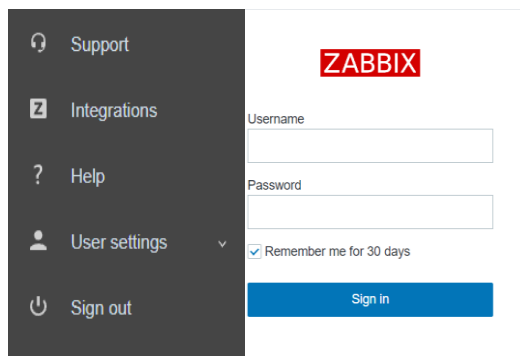 Support
Z
Integrations
?
Help
User settings
Sign out
ZABBIX
Username
Password
Remember me for 30 days
Sign in